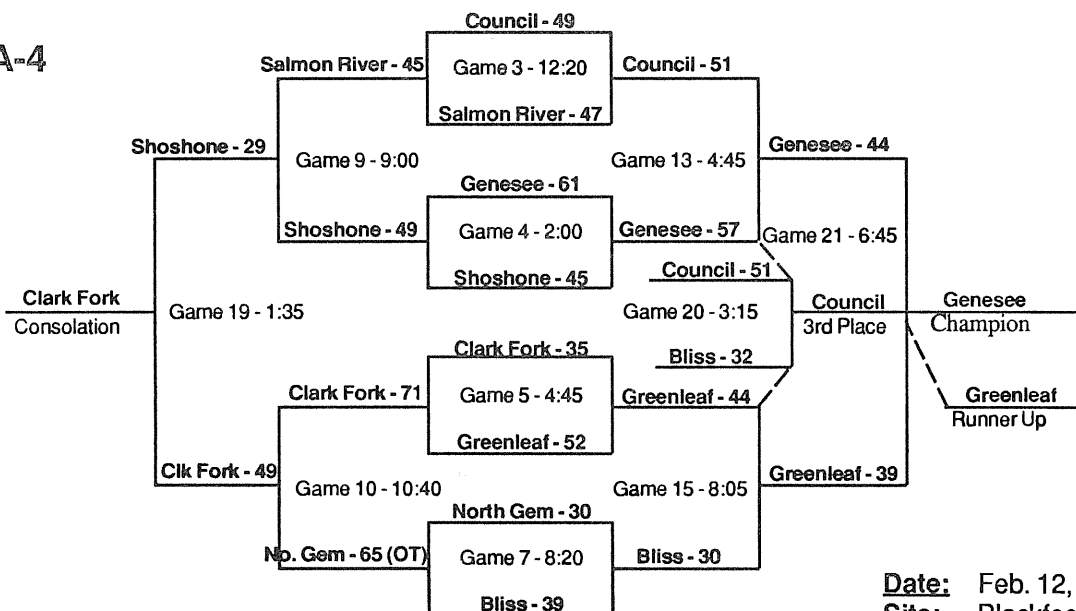 A-4
Council - 49
Salmon River - 45
Game 3 - 12:20
Council - 51
Salmon River - 47
Shoshone - 29
Game 9 - 9:00
Game 13 - 4:45
Genesee - 44
Genesee - 61
Shoshone - 49
Game 4 - 2:00
Genesee - 57
Game 21 - 6:45
Shoshone - 45
Council - 51
Clark Fork
Consolation
Game 19 - 1:35
Game 20 - 3:15
Council
3rd Place
Genesee
Champion
Clark Fork - 35
Bliss - 32
Clark Fork - 71
Game 5 - 4:45
Greenleaf - 44
Greenleaf
Runner Up
Greenleaf - 52
Clk Fork - 49
Game 10 - 10:40
Game 15 - 8:05
Greenleaf - 39
North Gem - 30
No. Gem - 65 (OT)
Game 7 - 8:20
Bliss - 30
Bliss - 39
Date: Feb. 12,
Site: